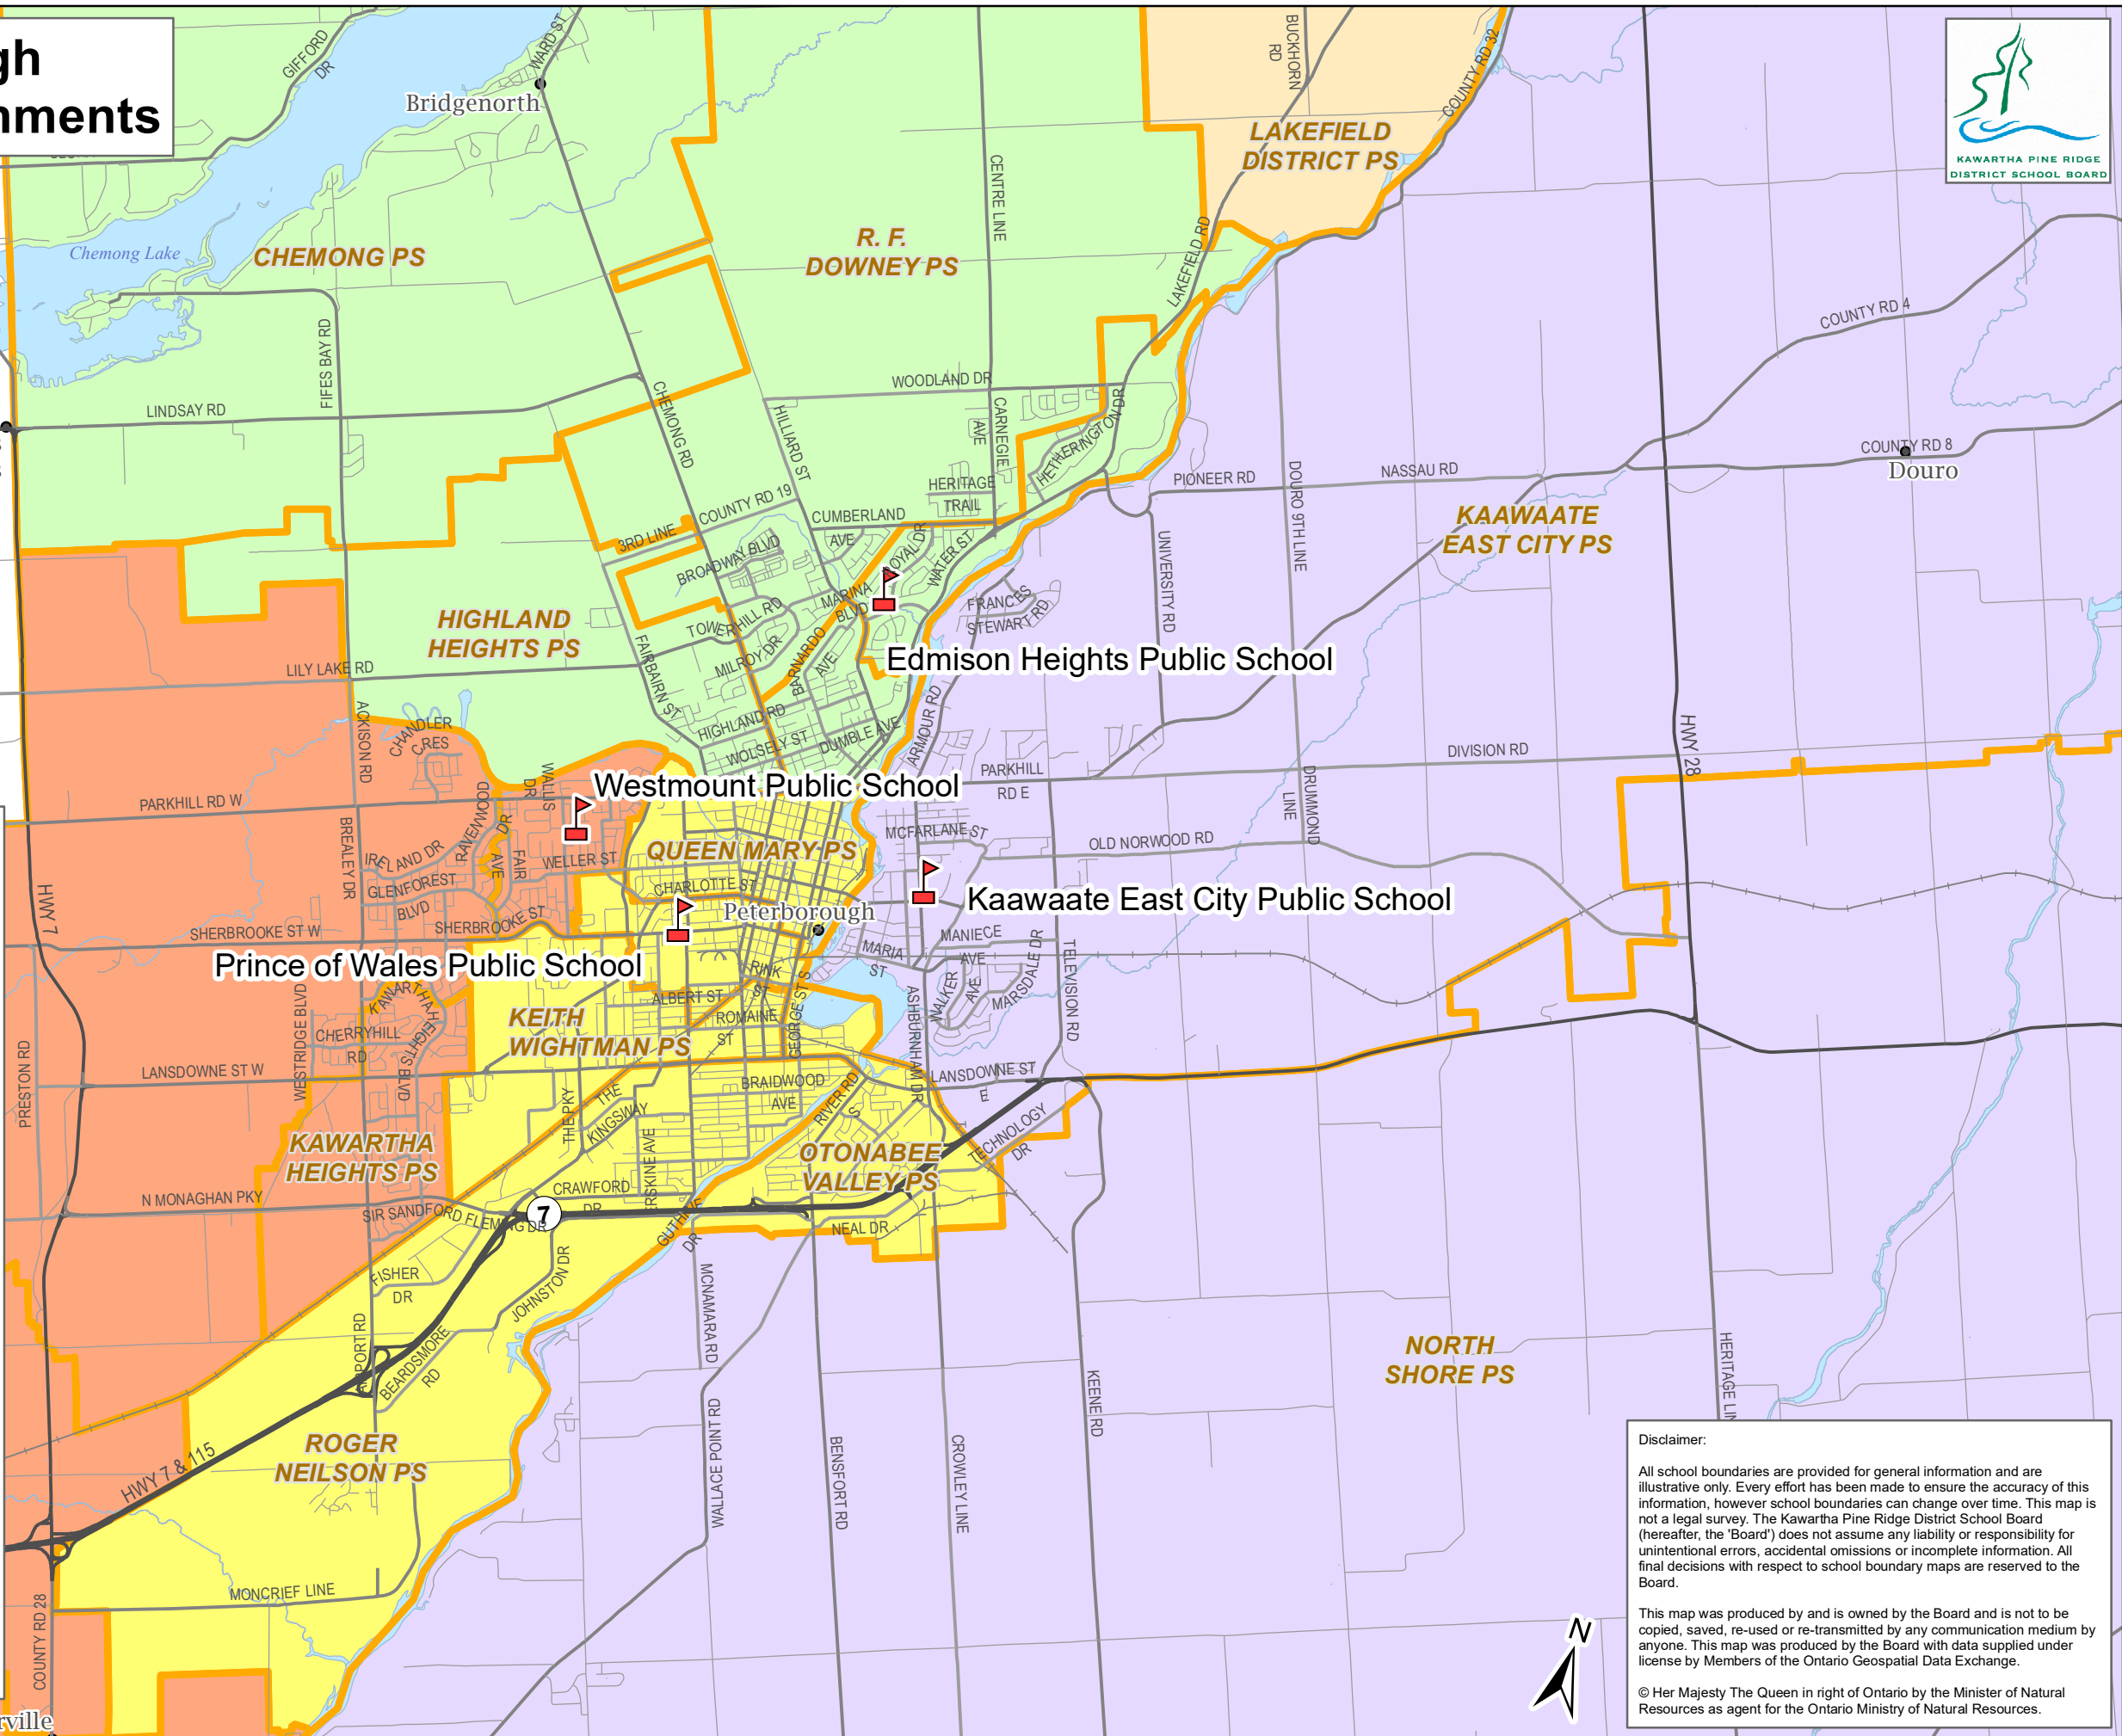 gh
nments
GIFFORD
DR
WARD ST
Bridgenorth
BUCKHORN
RD
COUNTY RD 32
KAWARTHA PINE RIDGE
DISTRICT SCHOOL BOARD
LAKEFIELD
DISTRICT PS
CENTRE LINE
Chemong Lake
CHEMONG PS
R. F.
DOWNEY PS
LAKEFIELD RD
COUNTY RD 4
FIFES BAY RD
LINDSAY RD
CHEMONG RD
WOODLAND DR
HILLIARD ST
CARNEGIE
AVE
HETHERINGTON DR
COUNTY RD 8
Douro
PIONEER RD
DOURO 9TH LINE
NASSAU RD
HERITAGE
TRAIL
COUNTY RD 19
3RD LINE
CUMBERLAND
AVE
KAAWAATE
EAST CITY PS
BROADWAY BLVD
ROYAL DR
WATER ST
UNIVERSITY RD
MARINA
BLVD
FRANCES
STEWART RD
HIGHLAND
HEIGHTS PS
TOWERHILL RD
MILROY DR
BARNARDO
AVE
FAIRBAIRN ST
LILY LAKE RD
Edmison Heights Public School
ARMOUR RD
HIGHLAND RD
WOLSELY ST
DUMBLE AVE
ACKISON RD
CHANDLER
CRES
HWY 28
DIVISION RD
PARKHILL
RD E
DRUMMOND
LINE
WALLIS
DR
Westmount Public School
PARKHILL RD W
BREALEY DR
RAVENWOOD
DR
IRELAND DR
GLENFOREST
BLVD
FAIR
AVE
WELLER ST
QUEEN MARY PS
MCFARLANE ST
OLD NORWOOD RD
CHARLOTTE ST
Kaawaate East City Public School
Peterborough
HWY 7
SHERBROOKE ST W
SHERBROOKE ST
Prince of Wales Public School
MARIA
ST
MANIECE
AVE
WALKER
AVE
MARSDALE DR
TELEVISION RD
RINK
ST
ALBERT ST
ROMAINE
ST
GEORGE ST S
ASHBURNHAM DR
KAWARTHA HEIGHTS BLVD
WESTRIDGE BLVD
CHERRYHILL
RD
KEITH
WIGHTMAN PS
PRESTON RD
LANSDOWNE ST W
LANSDOWNE ST
E
THE PKY
THE
KINGSWAY
BRAIDWOOD
AVE
RIVER RD
S
TECHNOLOGY
DR
KAWARTHA
HEIGHTS PS
OTONABEE
VALLEY PS
ERSKINE AVE
N MONAGHAN PKY
SIR SANDFORD FLEMING DR
7
CRAWFORD
DR
GUTHRIE
DR
NEAL DR
FISHER
DR
JOHNSTON DR
MCNAMARA RD
AIRPORT RD
BEARDSMORE
RD
NORTH
SHORE PS
HERITAGE LIN
KEENE RD
WALLACE POINT RD
BENSFORT RD
CROWLEY LINE
ROGER
NEILSON PS
HWY 7 & 115
MONCRIEF LINE
COUNTY RD 28
rville
N
Disclaimer:
All school boundaries are provided for general information and are
illustrative only. Every effort has been made to ensure the accuracy of this
information, however school boundaries can change over time. This map is
not a legal survey. The Kawartha Pine Ridge District School Board
(hereafter, the 'Board') does not assume any liability or responsibility for
unintentional errors, accidental omissions or incomplete information. All
final decisions with respect to school boundary maps are reserved to the
Board.
This map was produced by and is owned by the Board and is not to be
copied, saved, re-used or re-transmitted by any communication medium by
anyone. This map was produced by the Board with data supplied under
license by Members of the Ontario Geospatial Data Exchange.
© Her Majesty The Queen in right of Ontario by the Minister of Natural
Resources as agent for the Ontario Ministry of Natural Resources.